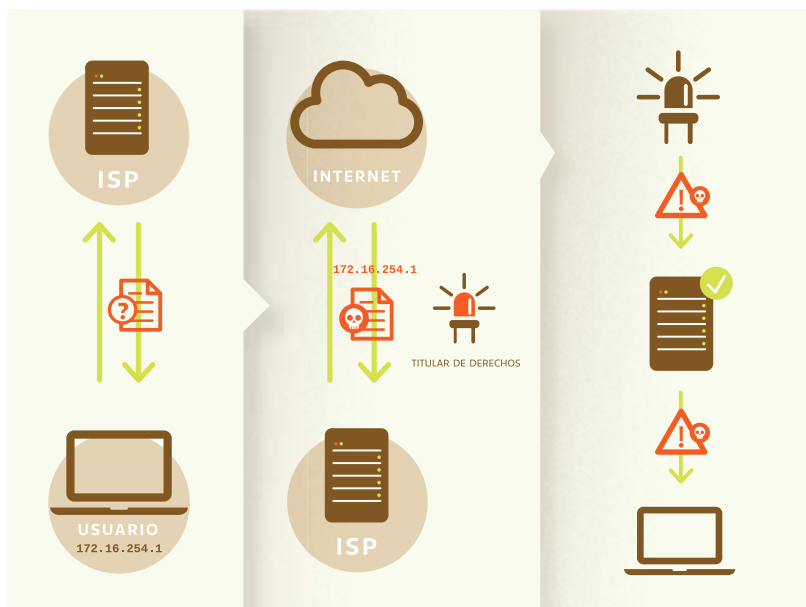 ISP
USUARIO
172.16.254.1
INTERNET
172.16.254.1
TITULAR DE DERECHOS
ISP